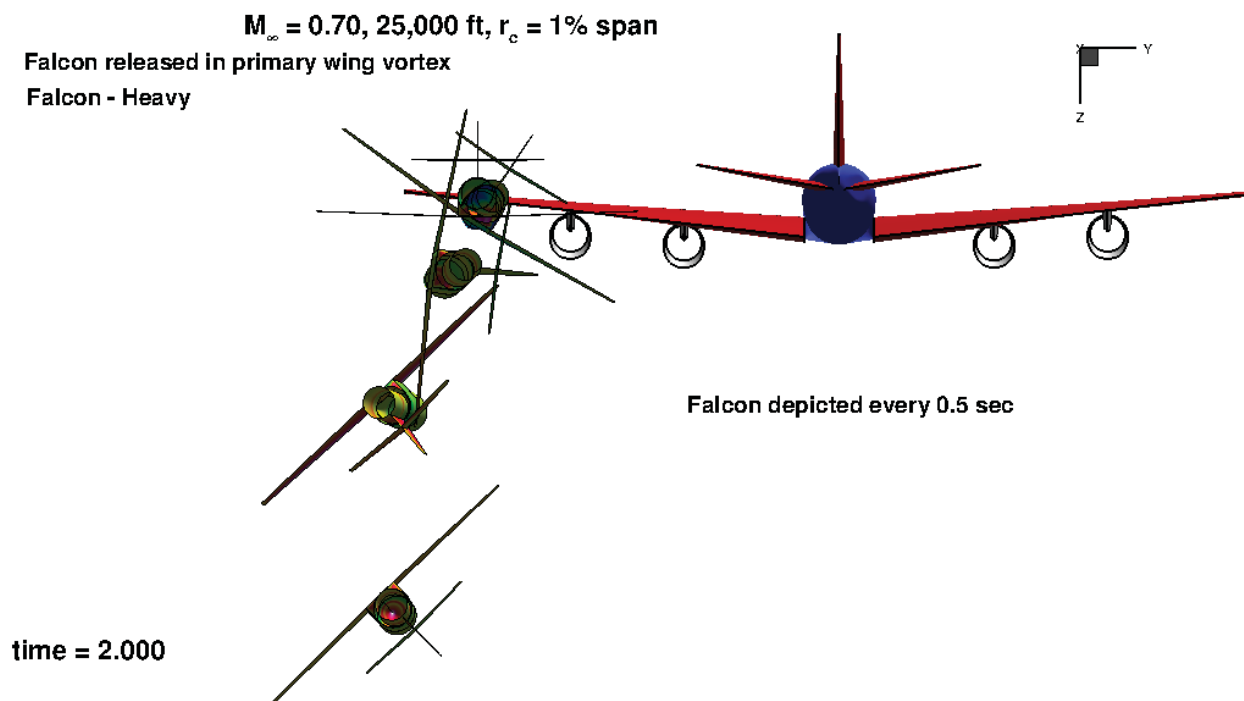 M∞ = 0.70, 25,000 ft, rc = 1% span
Falcon released in primary wing vortex
Falcon - Heavy
X
Y
Z
Falcon depicted every 0.5 sec
time = 2.000